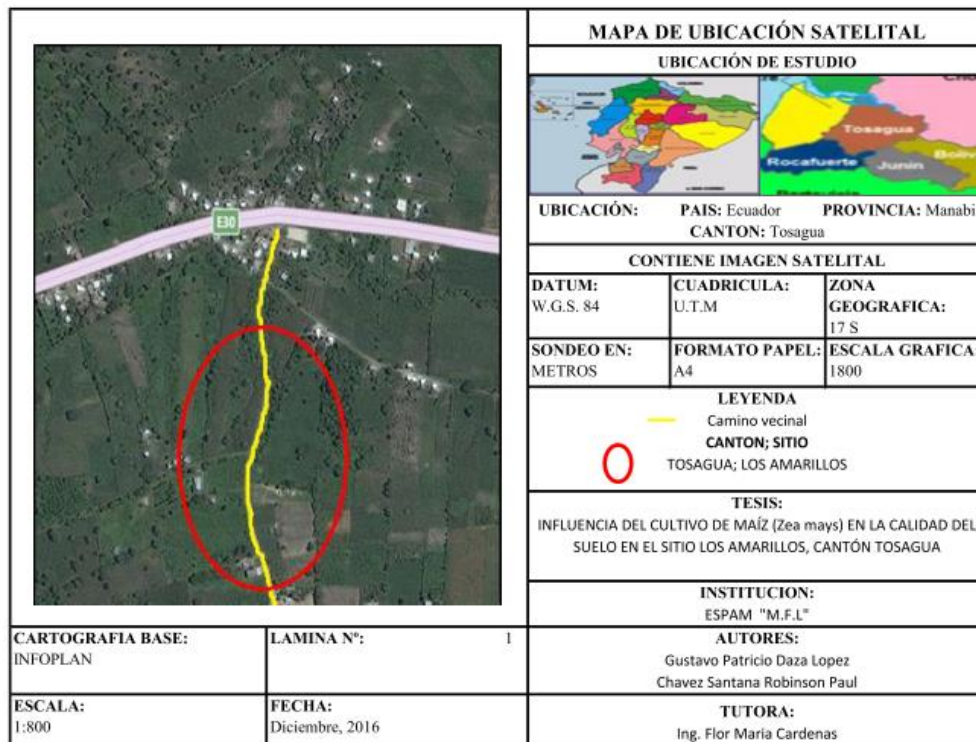 E30
MAPA DE UBICACIÓN SATELITAL
UBICACIÓN DE ESTUDIO
Tosagua
Rocafuerte
Junín
UBICACIÓN: PAIS: Ecuador PROVINCIA: Manabi
CANTON: Tosagua
CONTIENE IMAGEN SATELITAL
DATUM:
W.G.S. 84
CUADRICULA:
U.T.M
ZONA
GEOGRAFICA:
17 S
SONDEO EN:
METROS
FORMATO PAPEL:
A4
ESCALA GRAFICA:
1800
LEYENDA
Camino vecinal
CANTON; SITIO
TOSAGUA; LOS AMARILLOS
TESIS:
INFLUENCIA DEL CULTIVO DE MAÍZ (Zea mays) EN LA CALIDAD DEL
SUELO EN EL SITIO LOS AMARILLOS, CANTÓN TOSAGUA
INSTITUCION:
ESPAM "M.F.L"
CARTOGRAFIA BASE:
INFOPLAN
LAMINA Nº: 1
AUTORES:
Gustavo Patricio Daza Lopez
Chavez Santana Robinson Paul
ESCALA:
1:800
FECHA:
Diciembre, 2016
TUTORA:
Ing. Flor Maria Cardenas